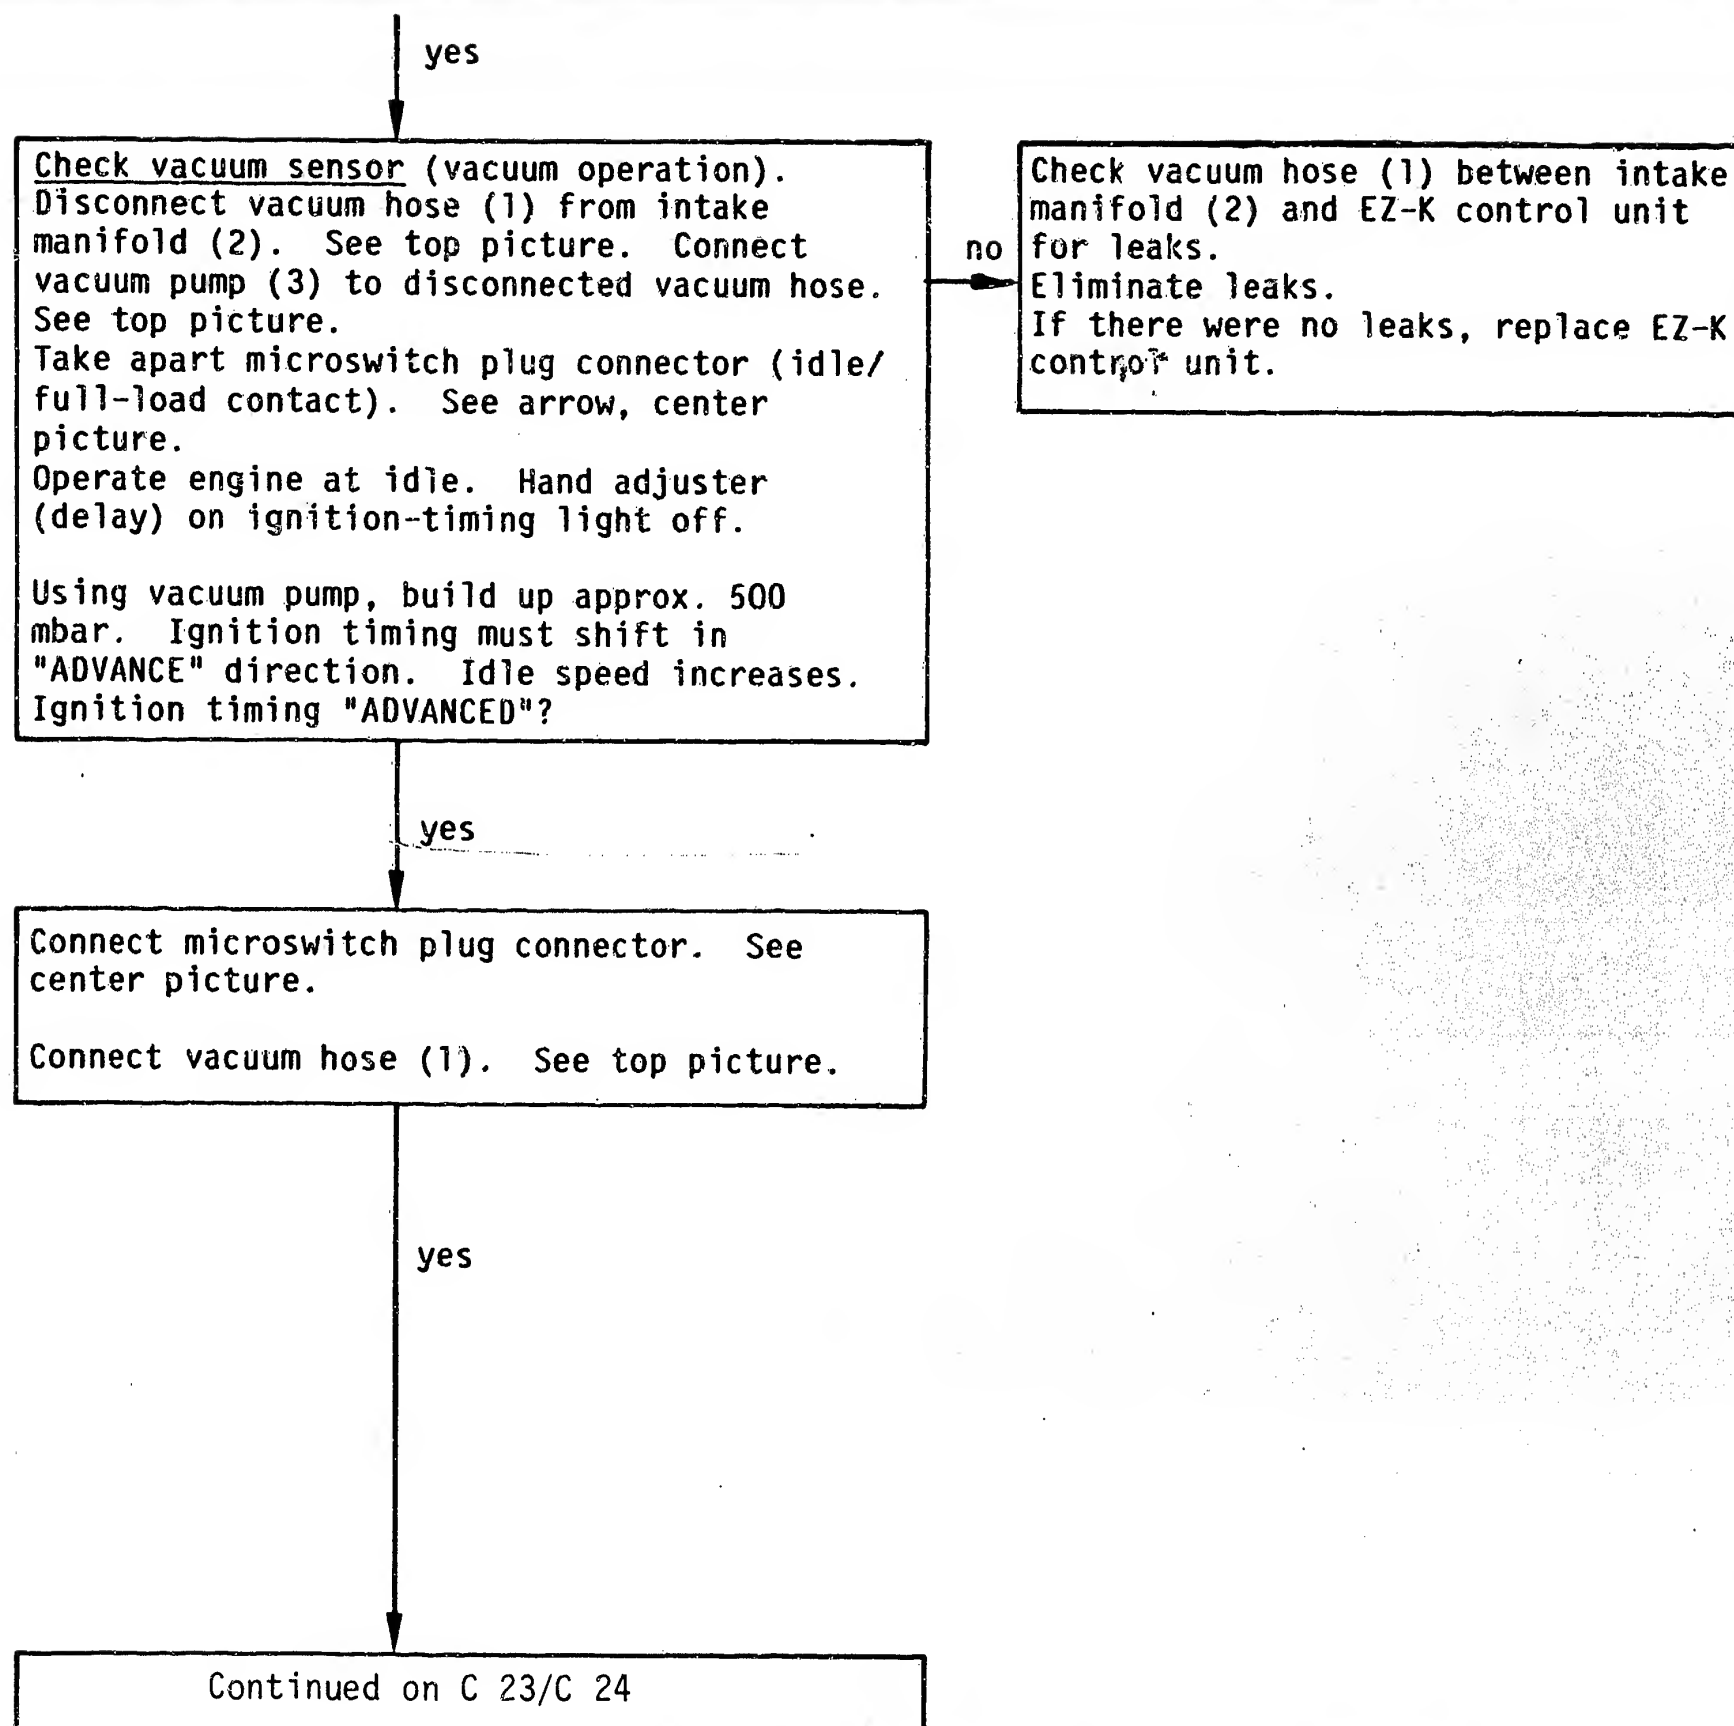 yes
Check vacuum sensor (vacuum operation).
Disconnect vacuum hose (1) from intake
manifold (2). See top picture. Connect
vacuum pump (3) to disconnected vacuum hose.
See top picture.
Take apart microswitch plug connector (idle/
full-load contact). See arrow, center
picture.
Operate engine at idle. Hand adjuster
(delay) on ignition-timing light off.
Using vacuum pump, build up approx. 500
mbar. Ignition timing must shift in
"ADVANCE" direction. Idle speed increases.
Ignition timing "ADVANCED"?
no
Check vacuum hose (1) between intake
manifold (2) and EZ-K control unit
for leaks.
Eliminate leaks.
If there were no leaks, replace EZ-K
control unit.
yes
Connect microswitch plug connector. See
center picture.
Connect vacuum hose (1). See top picture.
yes
Continued on C 23/C 24